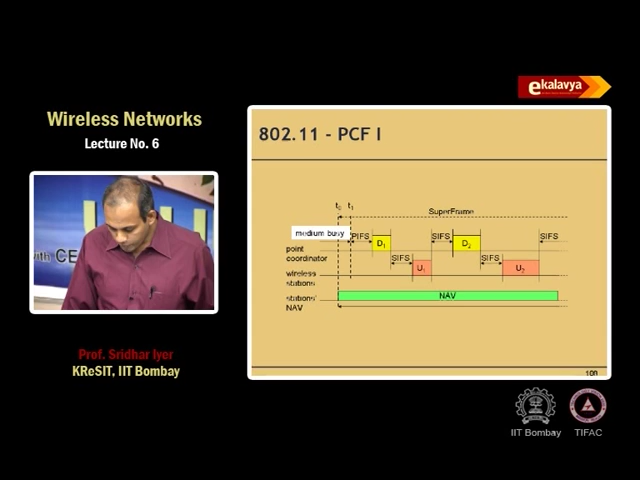 ekalavya
Wireless Networks
Lecture No. 6
with CE
Prof. Sridhar Iyer
KReSIT, IIT Bombay
802.11 - PCF I
t0 t1
SuperFrame
medium busy
PIFS
D1
SIFS
D2
SIFS
point
coordinator
SIFS
U1
SIFS
U2
wireless
stations
stations'
NAV
NAV
108
IIT Bombay
TIFAC